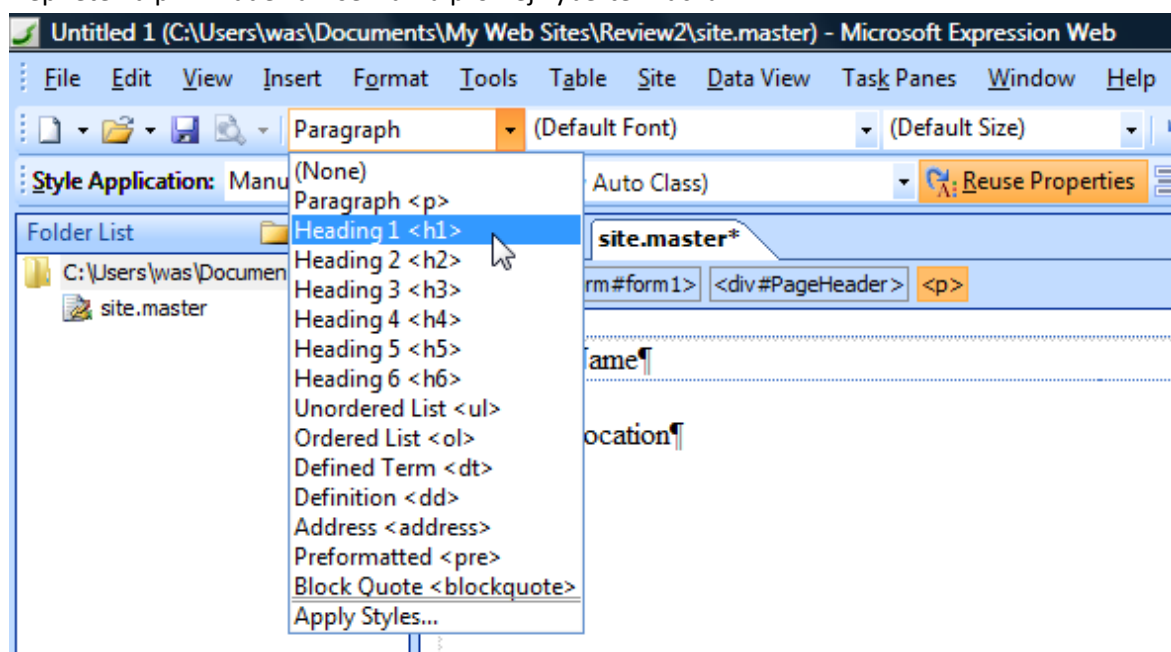 Untitled 1 (C:\Users\was\Documents\My Web Sites\Review2\site.master) - Microsoft Expression Web
File Edit View Insert Format Tools Table Site Data View Task Panes Window Help
Paragraph (Default Font) (Default Size)
Style Application: Manu Auto Class) Reuse Properties
(None)
Paragraph <p>
Heading 1 <h1>
Heading 2 <h2>
Heading 3 <h3>
Heading 4 <h4>
Heading 5 <h5>
Heading 6 <h6>
Unordered List <ul>
Ordered List <ol>
Defined Term <dt>
Definition <dd>
Address <address>
Preformatted <pre>
Block Quote <blockquote>
Apply Styles...
Folder List
C:\Users\was\Documen
site.master
site.master*
rm#form1> <div#PageHeader> <p>
ame¶
ocation¶